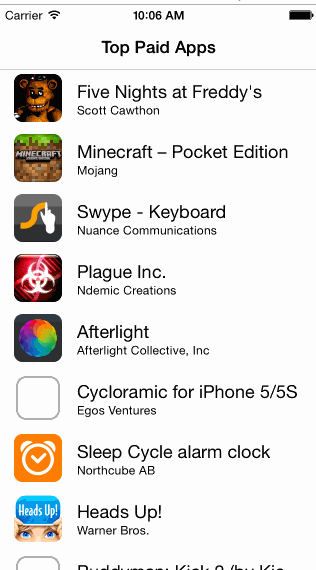 Carrier 10:06 AM
Top Paid Apps
Five Nights at Freddy's
Scott Cawthon
MINECRAFT
Minecraft – Pocket Edition
Mojang
Swype - Keyboard
Nuance Communications
Plague Inc.
Ndemic Creations
Afterlight
Afterlight Collective, Inc
Cycloramic for iPhone 5/5S
Egos Ventures
Sleep Cycle alarm clock
Northcube AB
Heads Up!
Heads Up!
Warner Bros.